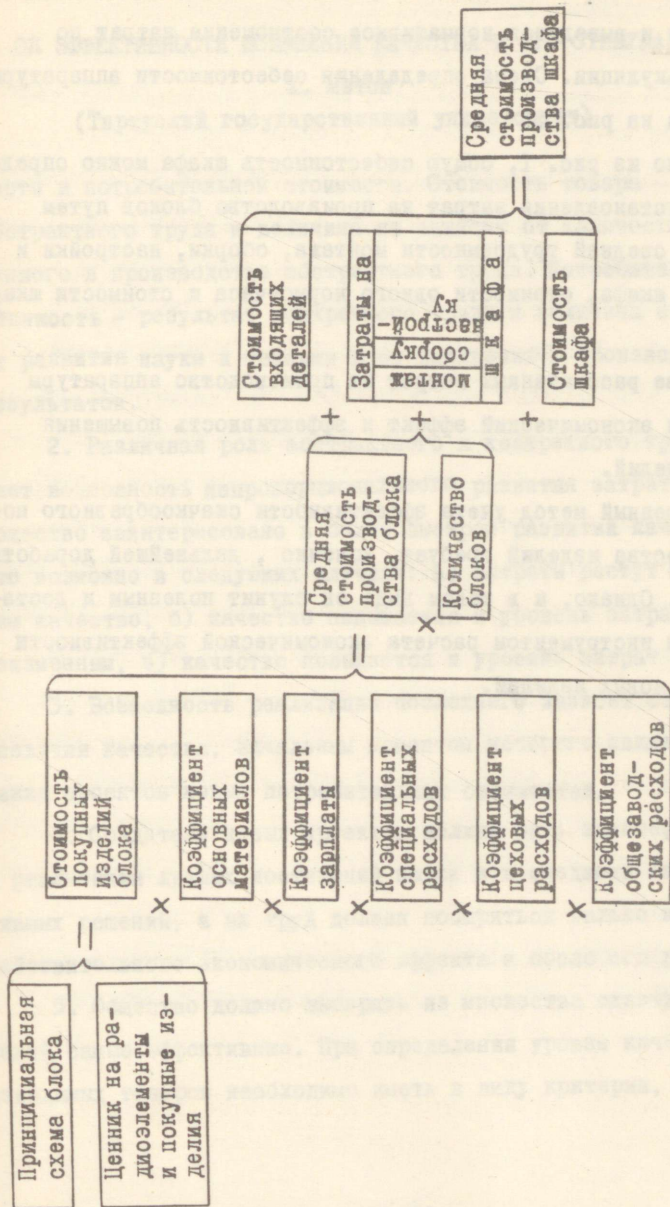 Принципиальная
схема блока
Ценник на ра-
диоэлементы
и покупные из-
делия
=
Стоимость
покупных
изделий
блока
×
Коэффициент
основных
материалов
×
Коэффициент
зарплаты
×
Коэффициент
специальных
расходов
×
Коэффициент
цеховых
расходов
×
Коэффициент
общезавод-
ских расходов
=
Средняя
стоимость
производ-
ства блока
×
Количество
блоков
+
Стоимость
входящих
деталей
+
Затраты на
монтаж
сборку
настрой-
ку
шкафа
+
Стоимость
шкафа
=
Средняя
стоимость
производ-
ства шкафа